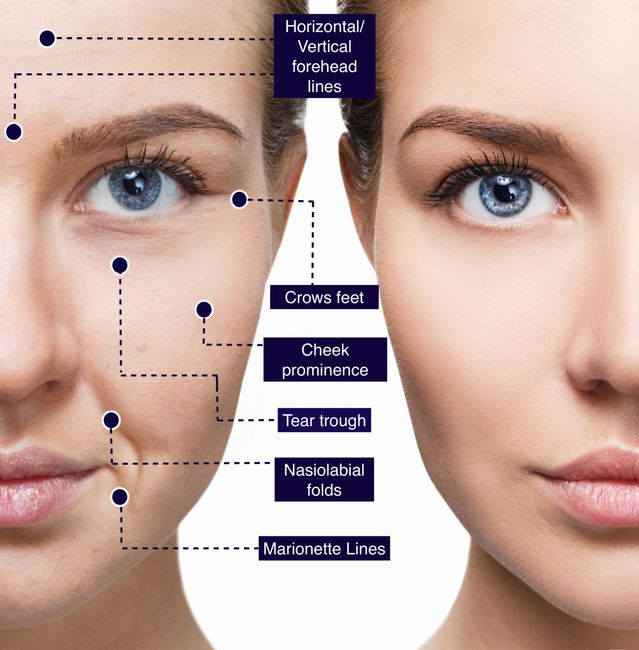 Horizontal/
Vertical
forehead
lines
Crows feet
Cheek
prominence
Tear trough
Nasiolabial
folds
Marionette Lines